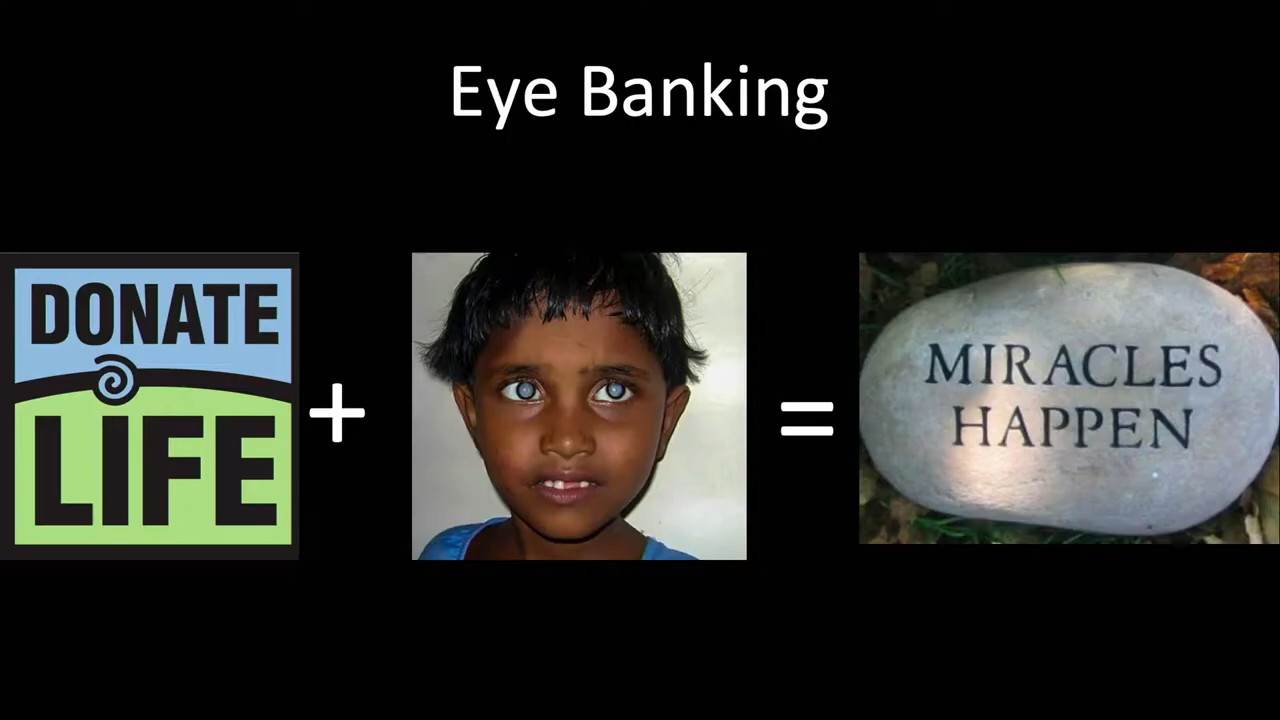 Eye Banking
DONATE
LIFE
+
=
MIRACLES
HAPPEN